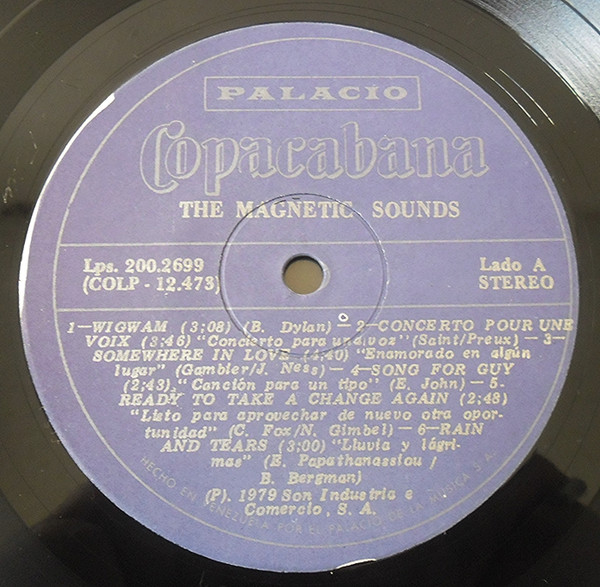 PALACIO
Copacabana
THE MAGNETIC SOUNDS
Lps. 200.2699
(COLP - 12.473)
Lado A
STEREO
1—WIGWAM (3;08) (B. Dylan) — 2—CONCERTO POUR UNE
VOIX (3:46) "Concierto para una voz" (Saint/Preux) — 3—
SOMEWHERE IN LOVE (4:40) "Enamorado en algún
lugar" (Gambier/J. Ness) — 4—SONG FOR GUY
(2:43) "Canción para un tipo" (E. John) — 5-
READY TO TAKE A CHANGE AGAIN (2;48)
"Listo para aprovechar de nuevo otra opor-
tunidad" (C. Fox/N. Gimbel) — 6—RAIN
AND TEARS (3;00) "Lluvia y lágri-
mas" (E. Papathanassiou /
B. Bergman)
(P). 1979 Son Industria e
Comercio, S. A.
HECHO EN VENEZUELA POR EL PALACIO DE LA MUSICA S. A.